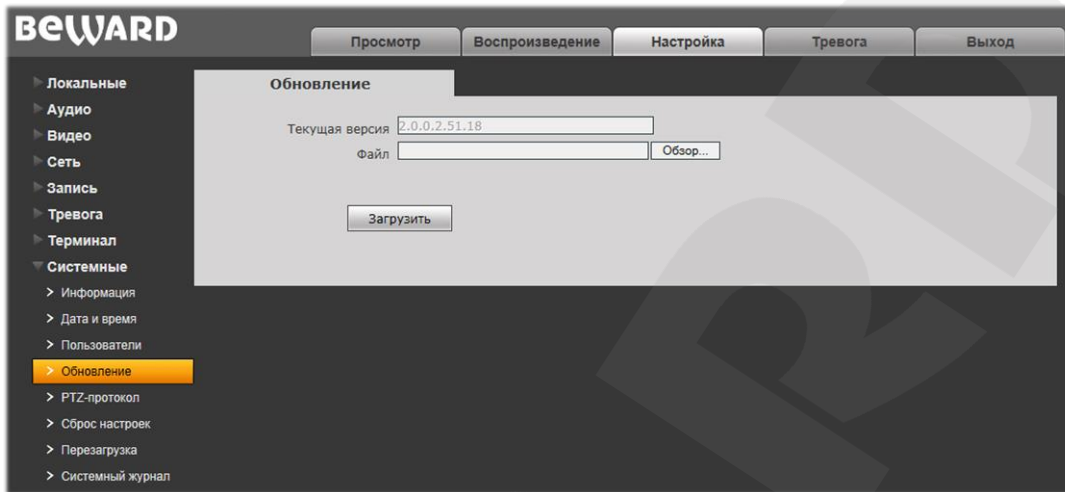 BEWARD
Просмотр Воспроизведение Настройка Тревога Выход
Локальные
Аудио
Видео
Сеть
Запись
Тревога
Терминал
Системные
Информация
Дата и время
Пользователи
Обновление
PTZ-протокол
Сброс настроек
Перезагрузка
Системный журнал
Обновление
Текущая версия 2.0.0.2.51.18
Файл Обзор...
Загрузить